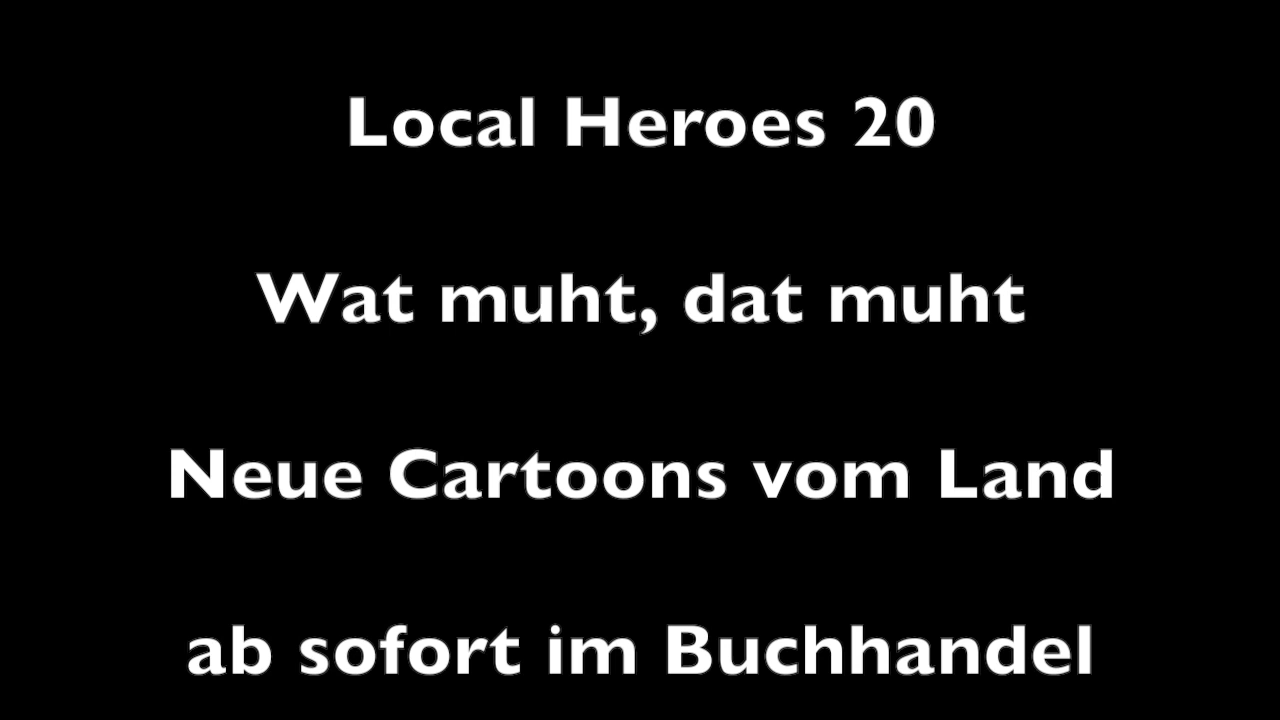 Local Heroes 20
Wat muht, dat muht
Neue Cartoons vom Land
ab sofort im Buchhandel